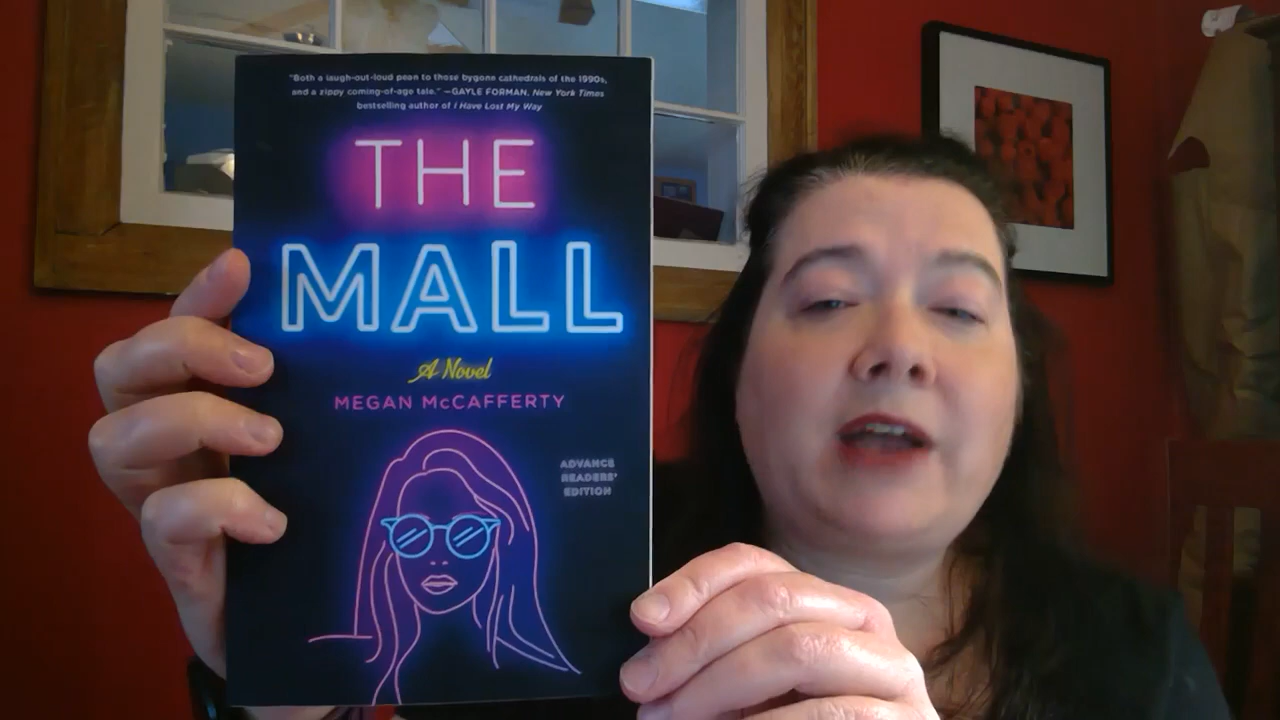 "Both a laugh-out-loud pean to those bygone cathedrals of the 1990s,
and a zippy coming-of-age tale." —GAYLE FORMAN, New York Times
bestselling author of I Have Lost My Way
THE
MALL
A Novel
MEGAN McCAFFERTY
ADVANCE
READERS'
EDITION